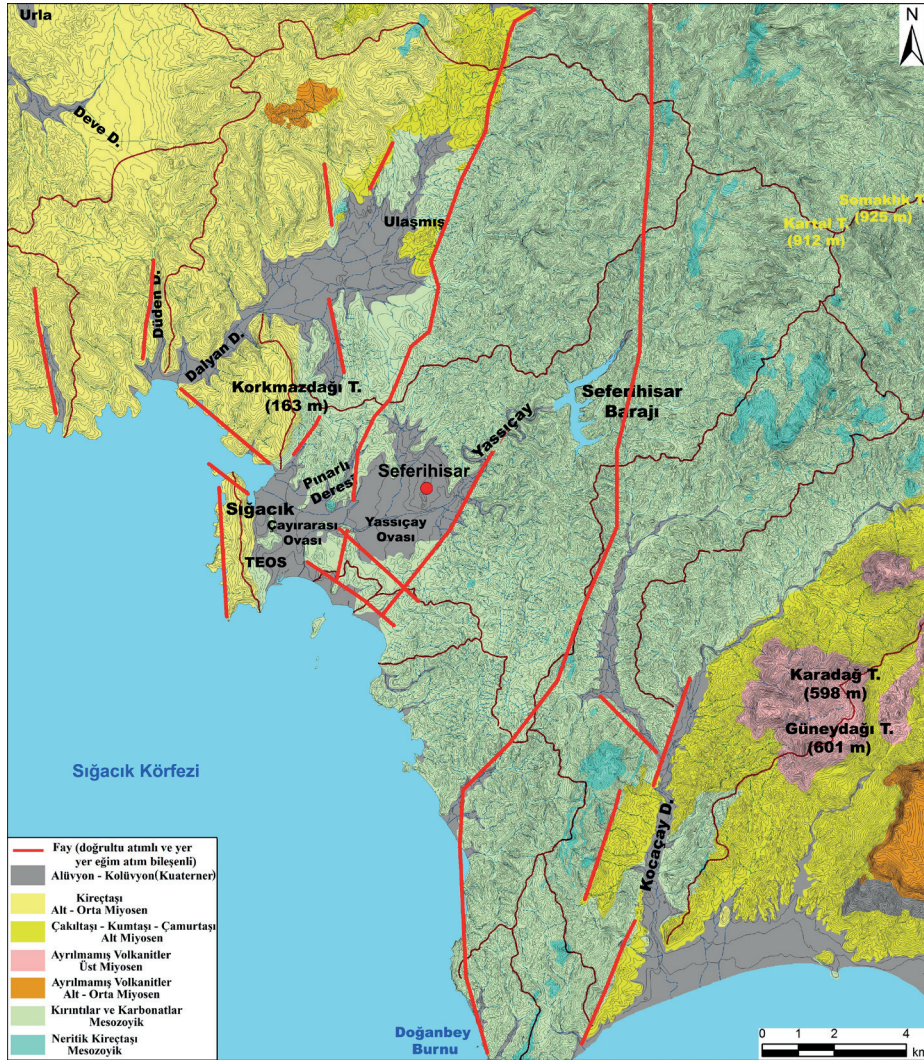 Urla
N
Deve D.
Somaklık T.
(925 m)
Kartal T.
(912 m)
Ulaşmış
Düden D.
Dalyan D.
Korkmazdağı T.
(163 m)
Seferihisar
Barajı
Yassıçay
Pınarlı
Deresi
Seferihisar
Sığacık
Çayırarası
Ovası
Yassıçay
Ovası
TEOS
Karadağ T.
(598 m)
Güneydağı T.
(601 m)
Sığacık Körfezi
Kocaçay D.
Fay (doğrultu atımlı ve yer
yer eğim atım bileşenli)
Alüvyon - Kolüvyon(Kuaterner)
Kireçtaşı
Alt - Orta Miyosen
Çakıltaşı - Kumtaşı - Çamurtaşı
Alt Miyosen
Ayrılmamış Volkanitler
Üst Miyosen
Ayrılmamış Volkanitler
Alt - Orta Miyosen
Kırıntılar ve Karbonatlar
Mesozoyik
Neritik Kireçtaşı
Mesozoyik
Doğanbey
Burnu
0 1 2 4
km